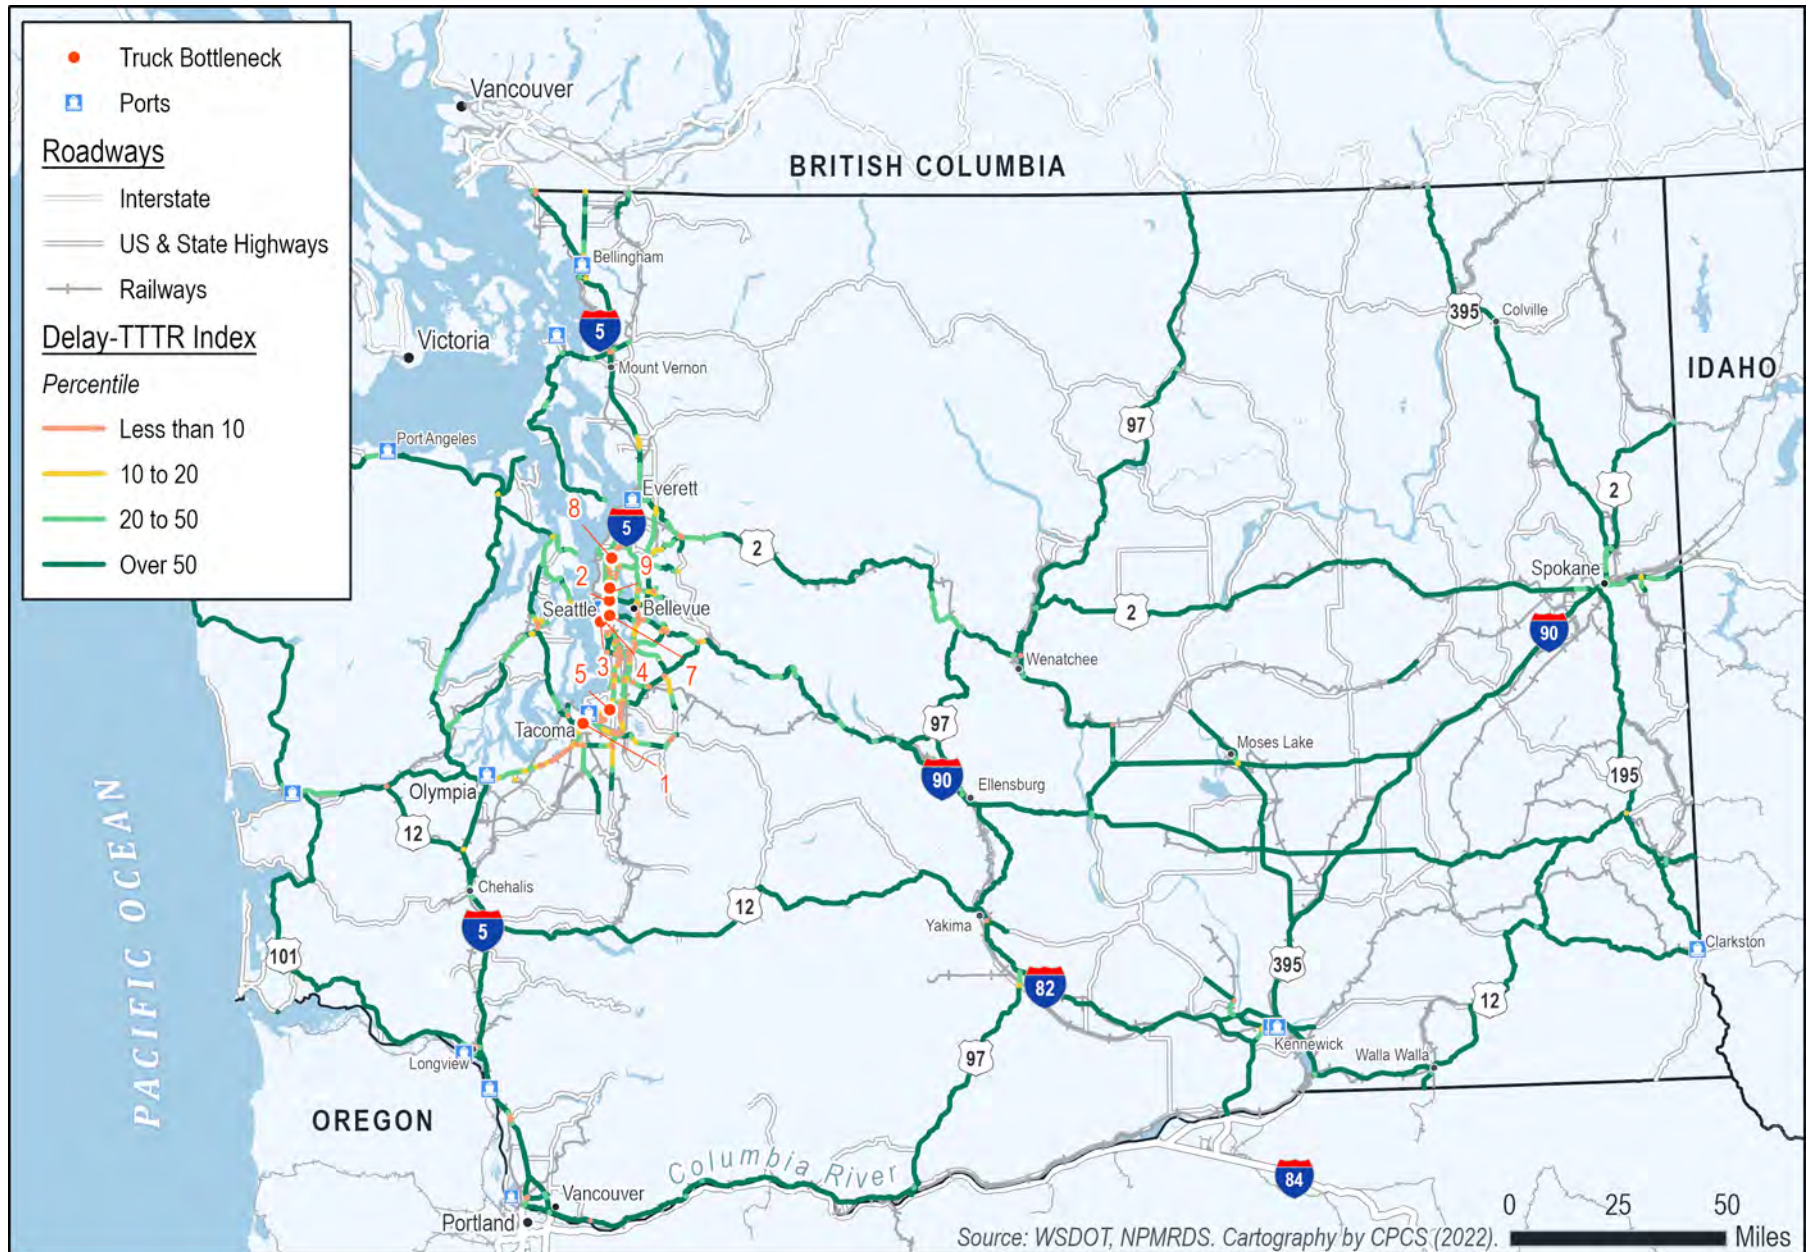 Truck Bottleneck
Ports
Roadways
Interstate
US & State Highways
Railways
Delay-TTTR Index
Percentile
Less than 10
10 to 20
20 to 50
Over 50
Vancouver
BRITISH COLUMBIA
Bellingham
5
Victoria
Mount Vernon
395
Colville
IDAHO
97
Port Angeles
Everett
2
8
5
2
9
2
Spokane
Seattle
Bellevue
2
90
5
3
4
7
Wenatchee
Tacoma
97
Moses Lake
1
90
Ellensburg
195
Olympia
12
Chehalis
12
5
Yakima
Clarkston
101
395
82
12
PACIFIC OCEAN
Kennewick
Walla Walla
97
Longview
OREGON
Columbia River
84
Vancouver
Portland
0 25 50
Miles
Source: WSDOT, NPMRDS. Cartography by CPCS (2022).